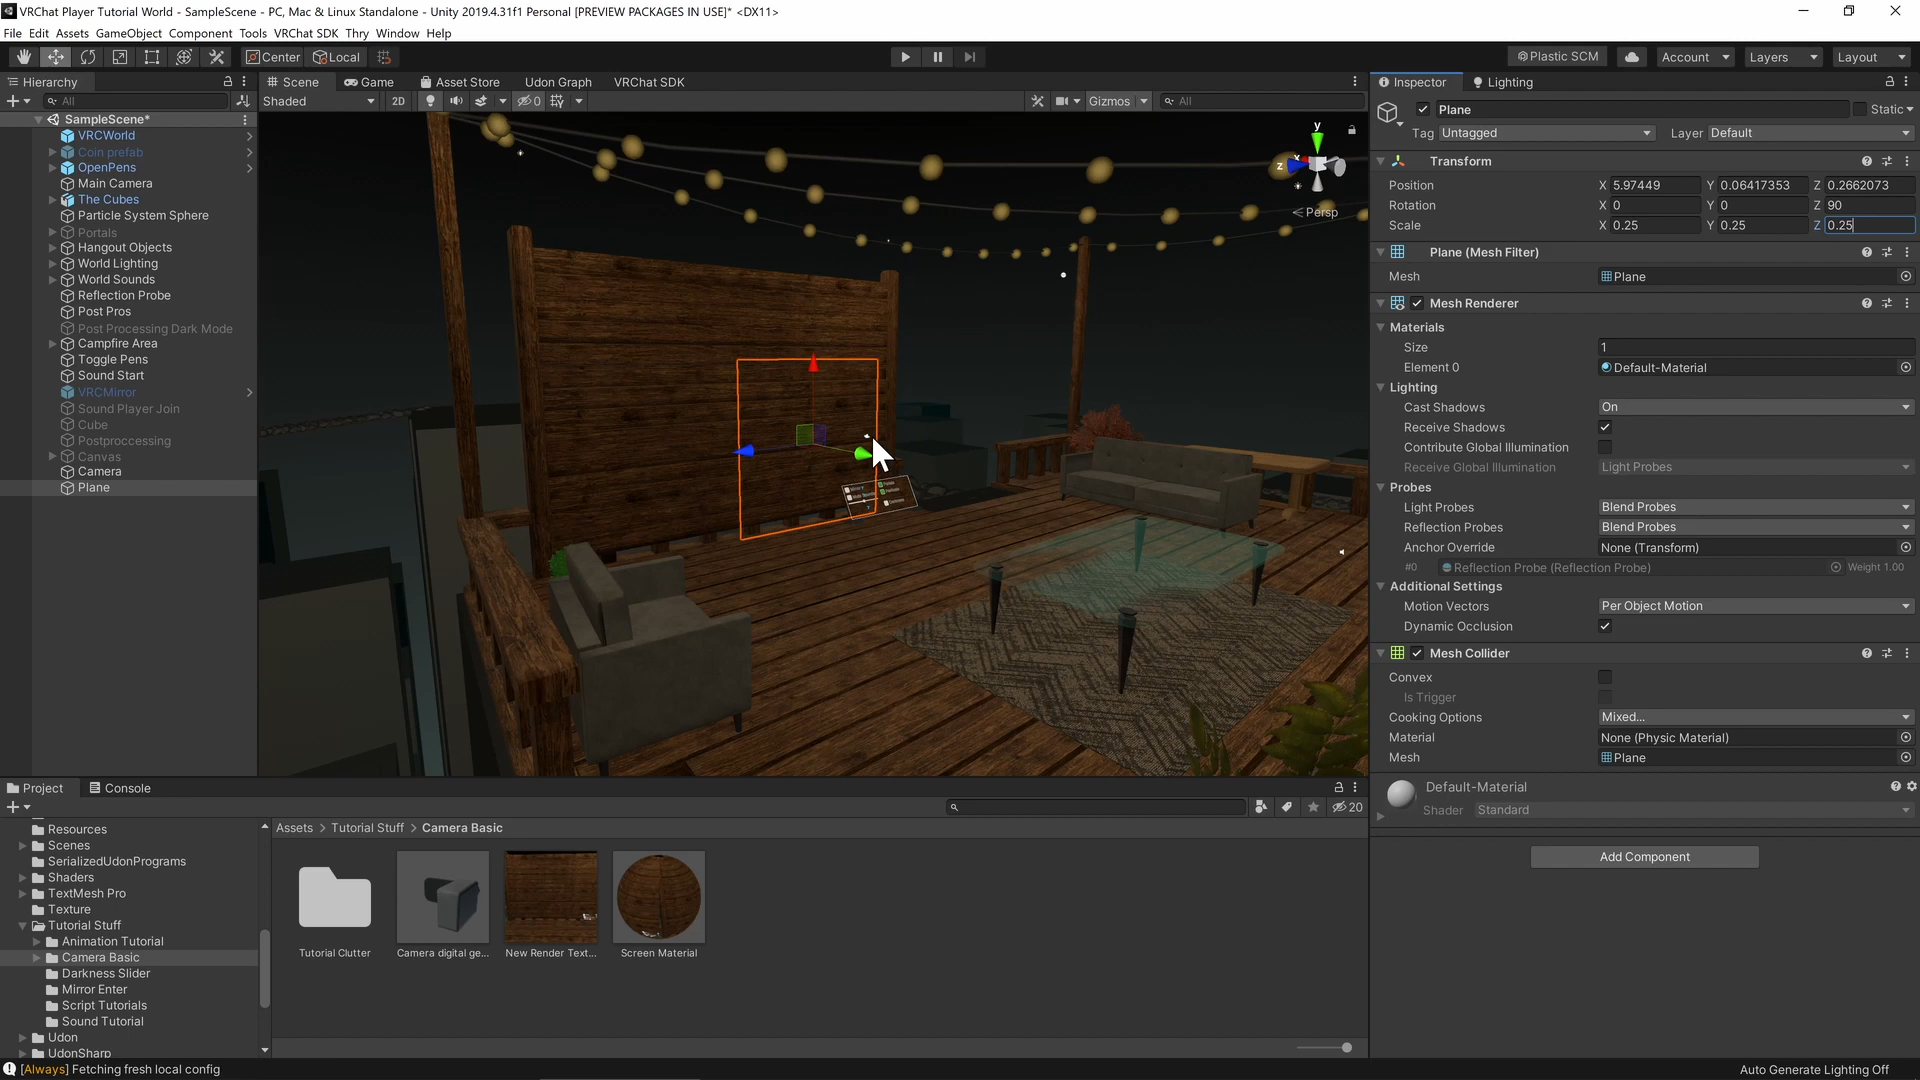 VRChat Player Tutorial World - SampleScene - PC, Mac & Linux Standalone - Unity 2019.4.31f1 Personal [PREVIEW PACKAGES IN USE]* <DX11>
File Edit Assets GameObject Component Tools VRChat SDK Thry Window Help
Center Local Plastic SCM Account Layers Layout
Hierarchy
All
SampleScene*
VRCWorld
Coin prefab
OpenPens
Main Camera
The Cubes
Particle System Sphere
Portals
Hangout Objects
World Lighting
World Sounds
Reflection Probe
Post Pros
Post Processing Dark Mode
Campfire Area
Toggle Pens
Sound Start
VRCMirror
Sound Player Join
Cube
Postproccessing
Canvas
Camera
Plane
Scene Game Asset Store Udon Graph VRChat SDK
Shaded 2D 0 Gizmos All
y
x
z
Persp
Inspector Lighting
Plane Static
Tag Untagged Layer Default
Transform
Position X 5.97449 Y 0.06417353 Z 0.2662073
Rotation X 0 Y 0 Z 90
Scale X 0.25 Y 0.25 Z 0.25
Plane (Mesh Filter)
Mesh Plane
Mesh Renderer
Materials
Size 1
Element 0 Default-Material
Lighting
Cast Shadows On
Receive Shadows
Contribute Global Illumination
Receive Global Illumination Light Probes
Probes
Light Probes Blend Probes
Reflection Probes Blend Probes
Anchor Override None (Transform)
#0 Reflection Probe (Reflection Probe) Weight 1.00
Additional Settings
Motion Vectors Per Object Motion
Dynamic Occlusion
Mesh Collider
Convex
Is Trigger
Cooking Options Mixed...
Material None (Physic Material)
Mesh Plane
Default-Material
Shader Standard
Add Component
Project Console
20
Resources
Scenes
SerializedUdonPrograms
Shaders
TextMesh Pro
Texture
Tutorial Stuff
Animation Tutorial
Camera Basic
Darkness Slider
Mirror Enter
Script Tutorials
Sound Tutorial
Udon
UdonSharp
Assets > Tutorial Stuff > Camera Basic
Tutorial Clutter
Camera digital ge...
New Render Text...
Screen Material
[Always] Fetching fresh local config
Auto Generate Lighting Off